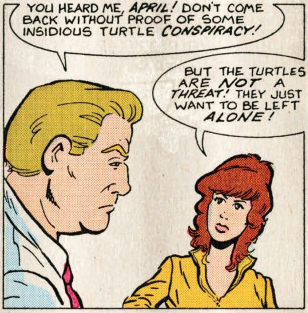 YOU HEARD ME, APRIL! DON'T COME
BACK WITHOUT PROOF OF SOME
INSIDIOUS TURTLE CONSPIRACY!
BUT THE TURTLES
ARE NOT A
THREAT! THEY JUST
WANT TO BE LEFT
ALONE!